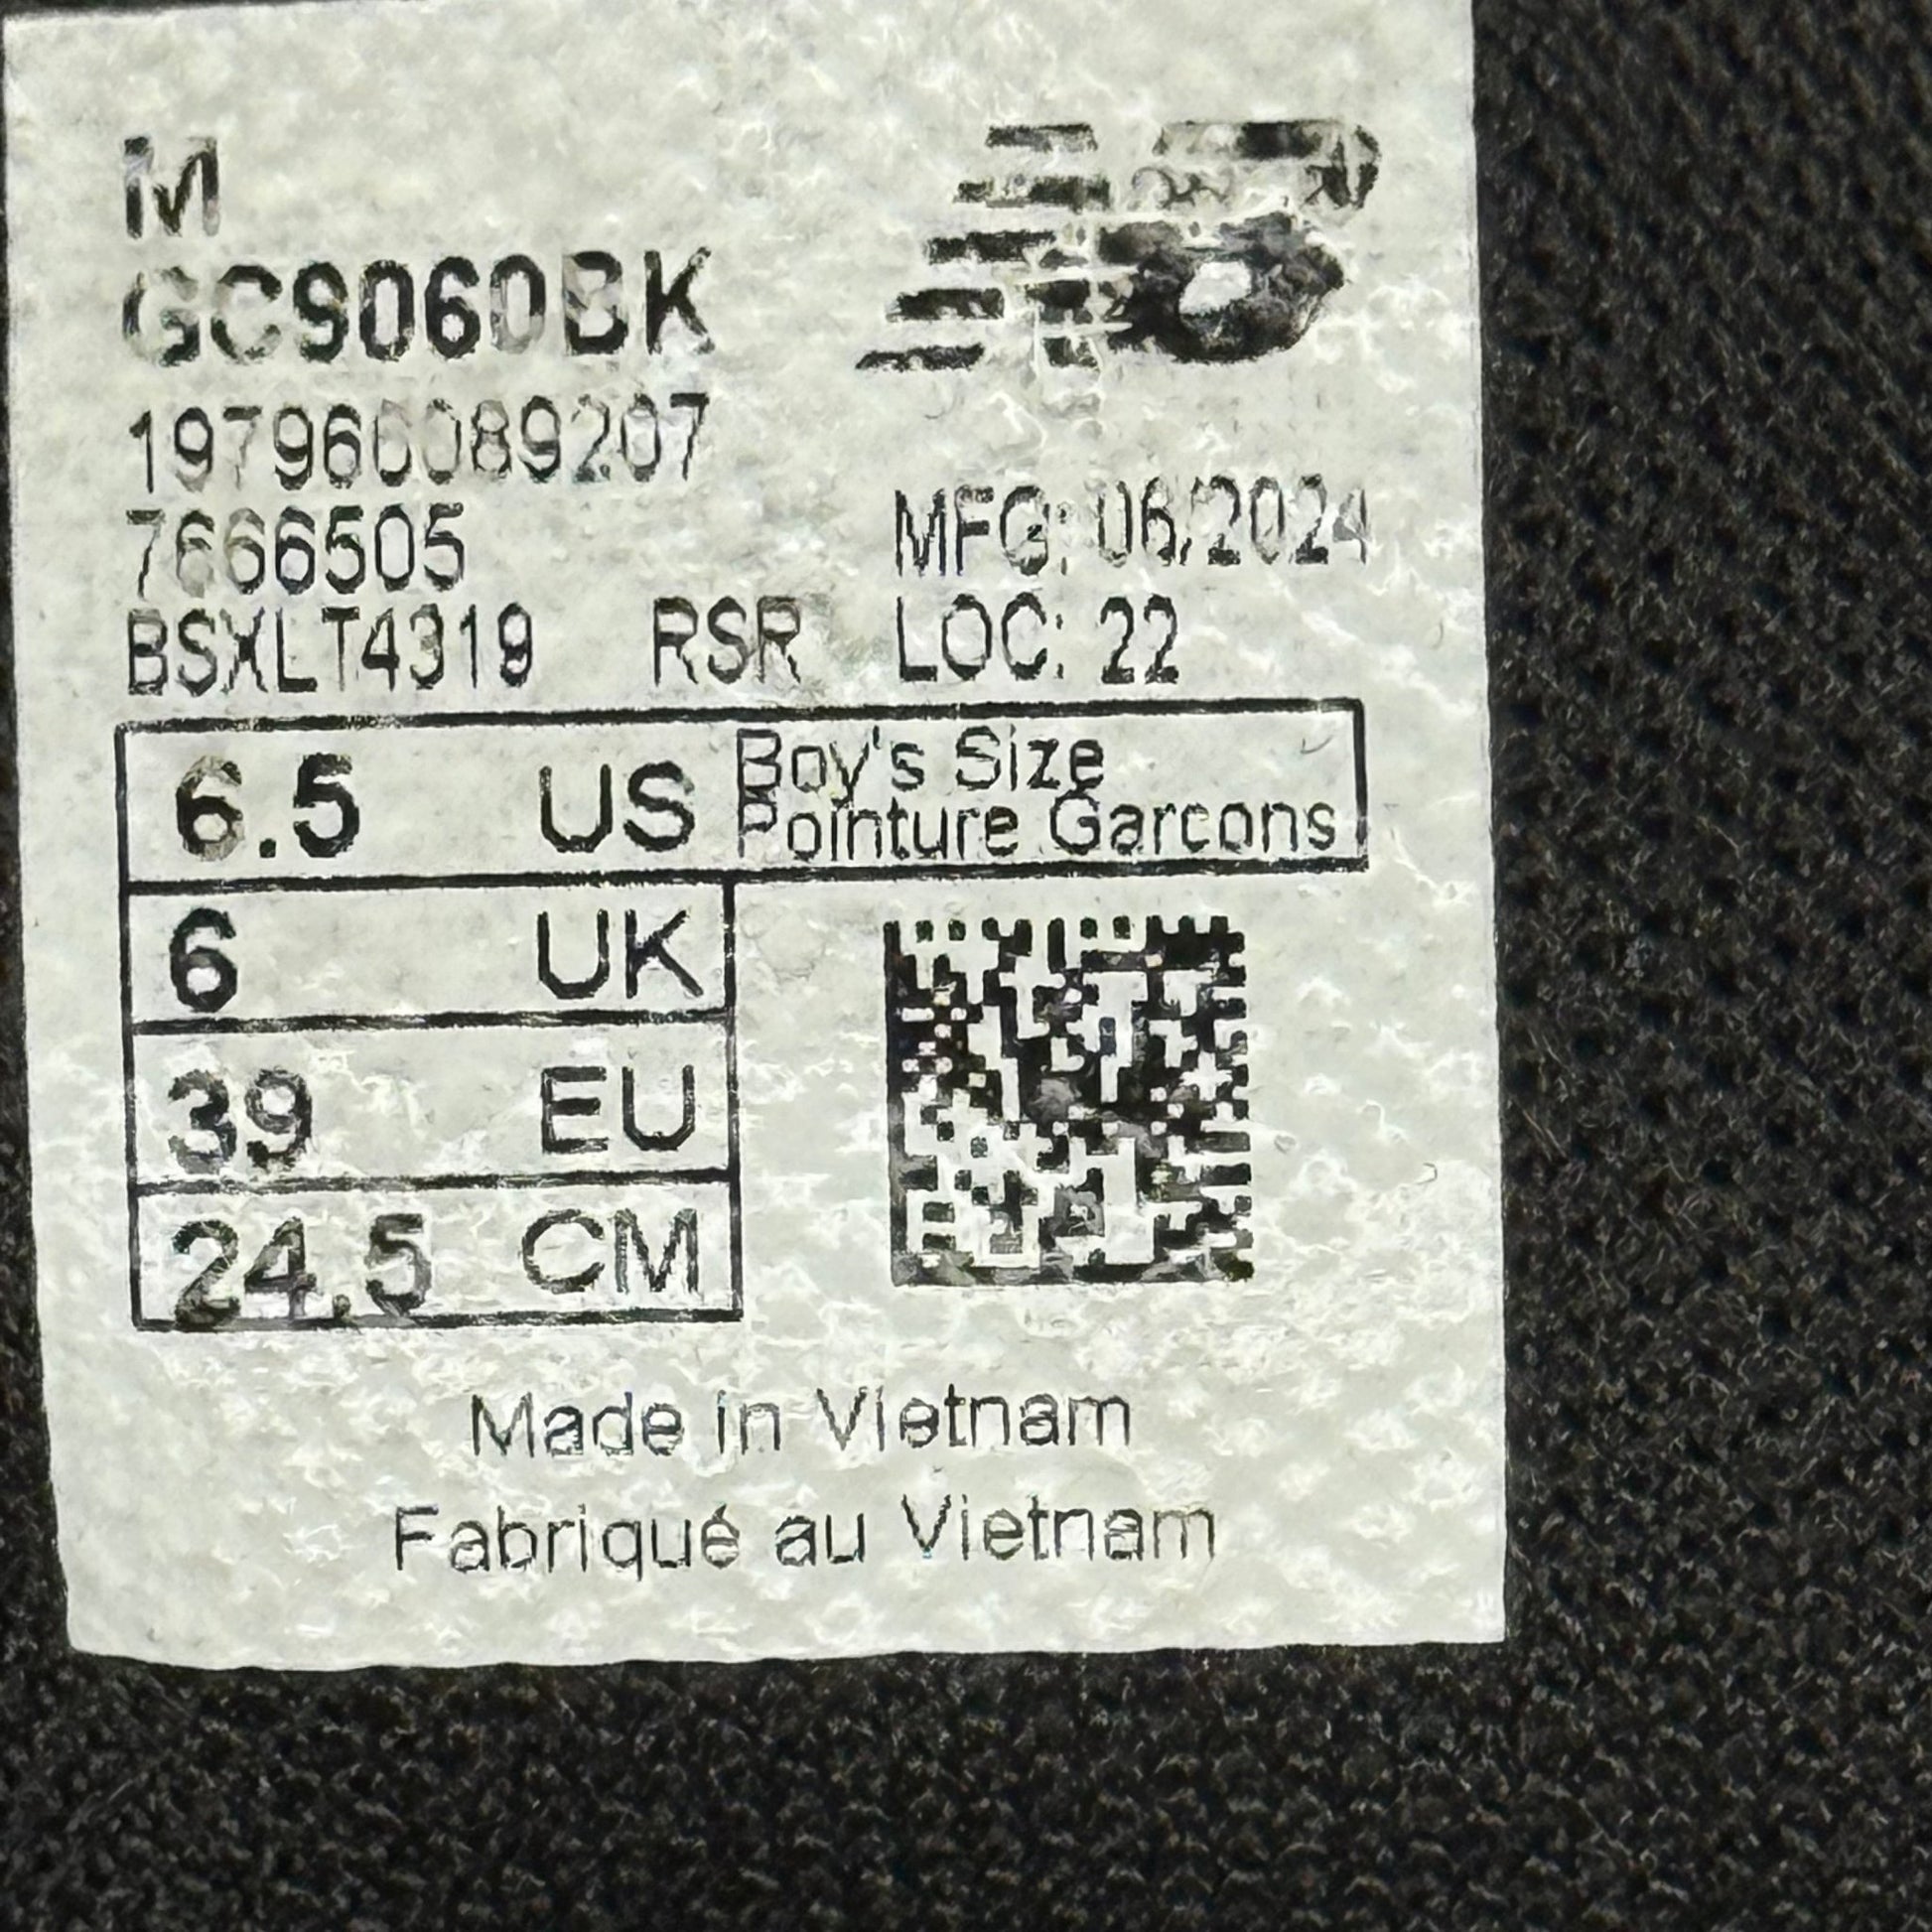 M
GC9060BK
197966089207
7666505
MFG: 06/2024
BSXLT4319 RSR LOC: 22
6.5 US Boy's Size
Pointure Garcons
6 UK
39 EU
24.5 CM
Made in Vietnam
Fabriqué au Vietnam